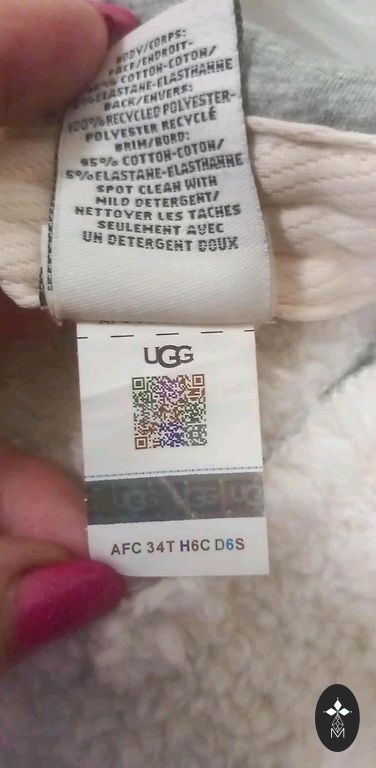 BODY/CORPS:
FACE/ENDROIT-
COTTON-COTON/
ELASTANE-ELASTHANNE
BACK/ENVERS:
100% RECYCLED POLYESTER-
POLYESTER RECYCLÉ
BRIM/BORD:
95% COTTON-COTON/
5% ELASTANE-ELASTHANNE
SPOT CLEAN WITH
MILD DETERGENT/
NETTOYER LES TACHES
SEULEMENT AVEC
UN DETERGENT DOUX
UGG
UGG UGG UG
AFC 34T H6C D6S
M